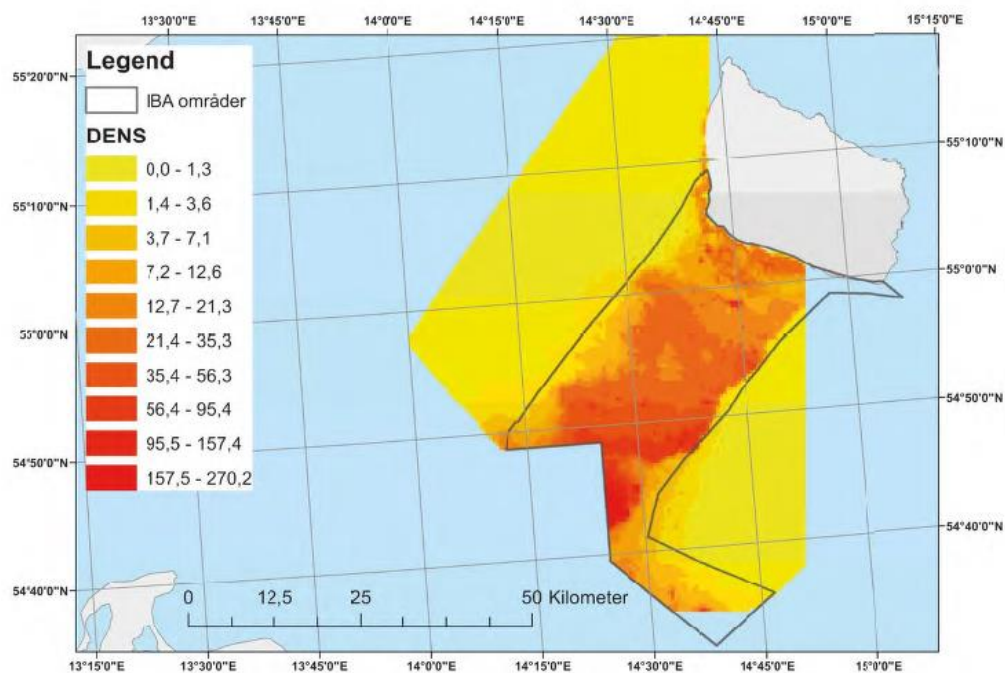 13°30'0"E 13°45'0"E 14°0'0"E 14°15'0"E 14°30'0"E 14°45'0"E 15°0'0"E 15°15'0"E
Legend
IBA områder
DENS
0,0 - 1,3
1,4 - 3,6
3,7 - 7,1
7,2 - 12,6
12,7 - 21,3
21,4 - 35,3
35,4 - 56,3
56,4 - 95,4
95,5 - 157,4
157,5 - 270,2
55°20'0"N
55°10'0"N
55°0'0"N
54°50'0"N
54°40'0"N
55°10'0"N
55°0'0"N
54°50'0"N
54°40'0"N
0 12,5 25 50 Kilometer
13°15'0"E 13°30'0"E 13°45'0"E 14°0'0"E 14°15'0"E 14°30'0"E 14°45'0"E 15°0'0"E